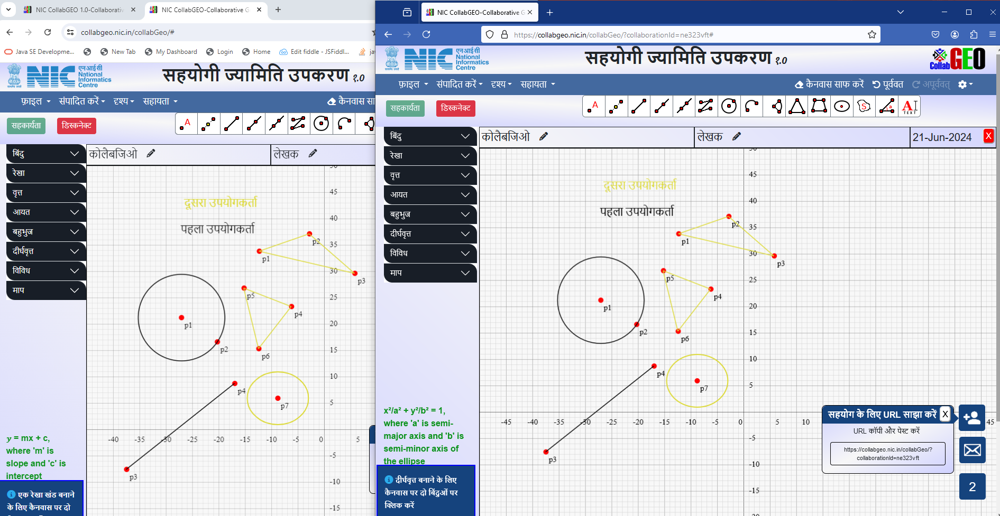 NIC CollabGEO 1.0-Collaborativ
NIC CollabGEO-Collaborative G
collabgeo.nic.in/collabGeo/#
Java SE Developme...
New Tab
My Dashboard
Login
Home
Edit fiddle - JSFiddl...
NIC
एनआईसी
National
Informatics
Centre
सहयोगी ज्यामिति उपकरण १.0
फ़ाइल
संपादित करें
दृश्य
सहायता
कैनवास सा
सहकार्यता
डिस्कनेक्ट
A
बिंदु
रेखा
वृत्त
आयत
बहुभुज
दीर्घवृत्त
विविध
माप
कोलैबजिओ
लेखक
दूसरा उपयोगकर्ता
पहला उपयोगकर्ता
p1
p2
p3
p5
p4
p6
p1
p2
p4
p7
p3
45
40
35
30
25
20
15
10
5
-40
-35
-30
-25
-20
-15
-10
-5
0
5
-5
-10
-15
y = mx + c,
where 'm' is
slope and 'c' is
intercept
एक रेखा खंड बनाने
के लिए कैनवास पर दो
NIC CollabGEO-Collaborative G
https://collabgeo.nic.in/collabGeo/?collaborationId=ne323vft#
NIC
एनआईसी
National
Informatics
Centre
सहयोगी ज्यामिति उपकरण १.0
Collab GEO
फ़ाइल
संपादित करें
दृश्य
सहायता
कैनवास साफ करें
पूर्ववत
अपूर्ववत्
सहकार्यता
डिस्कनेक्ट
A
S
a
A
TEXT
बिंदु
रेखा
वृत्त
आयत
बहुभुज
दीर्घवृत्त
विविध
माप
कोलैबजिओ
लेखक
21-Jun-2024
X
दूसरा उपयोगकर्ता
पहला उपयोगकर्ता
p2
p1
p3
p5
p4
p6
p1
p2
p4
p7
p3
45
40
35
30
25
20
15
10
5
-45
-40
-35
-30
-25
-20
-15
-10
-5
0
5
10
45
-5
-10
-15
x²/a² + y²/b² = 1,
where 'a' is semi-
major axis and 'b' is
semi-minor axis of
the ellipse
दीर्घवृत्त बनाने के लिए
कैनवास पर दो बिंदुओं पर
क्लिक करें
सहयोग के लिए URL साझा करें
X
URL कॉपी और पेस्ट करें
https://collabgeo.nic.in/collabGeo/?
collaborationId=ne323vft
2